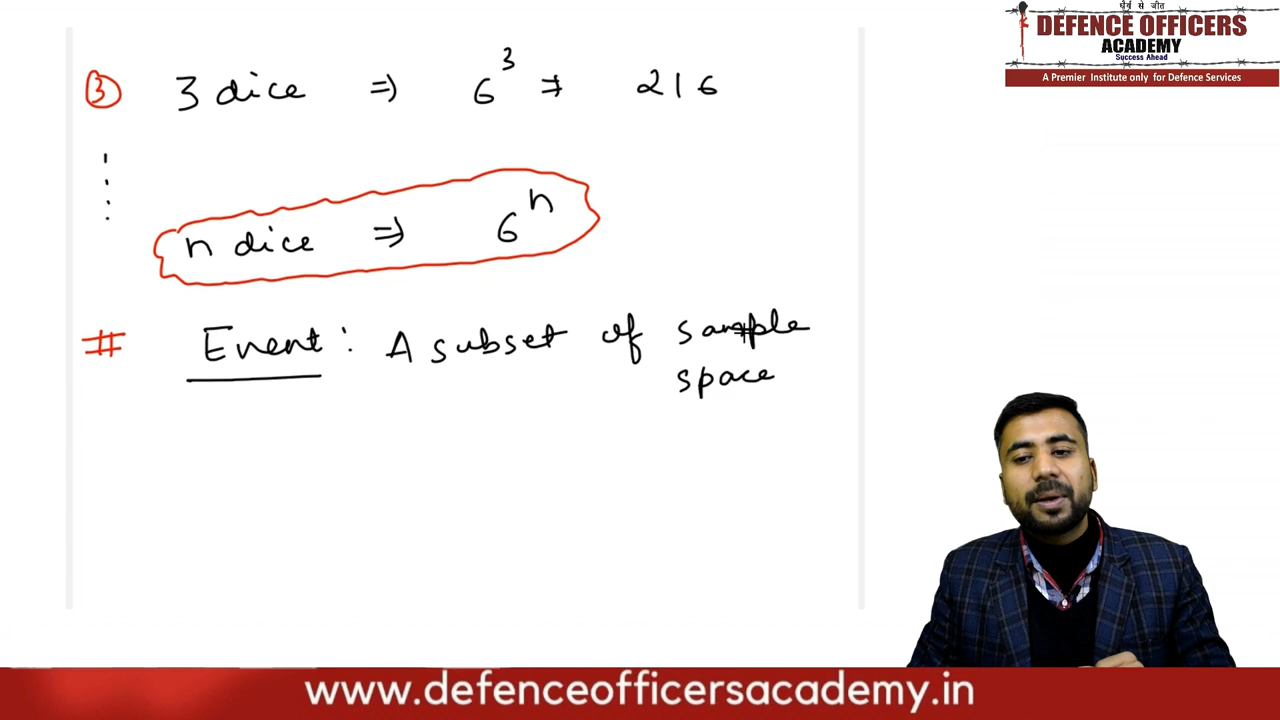 धैर्य से जीत
DEFENCE OFFICERS
ACADEMY
Success Ahead
A Premier Institute only for Defence Services
③ 3 dice ⇒ 6³ ⇒ 216
n dice ⇒ 6ⁿ
# Event : A subset of sample
space
www.defenceofficersacademy.in